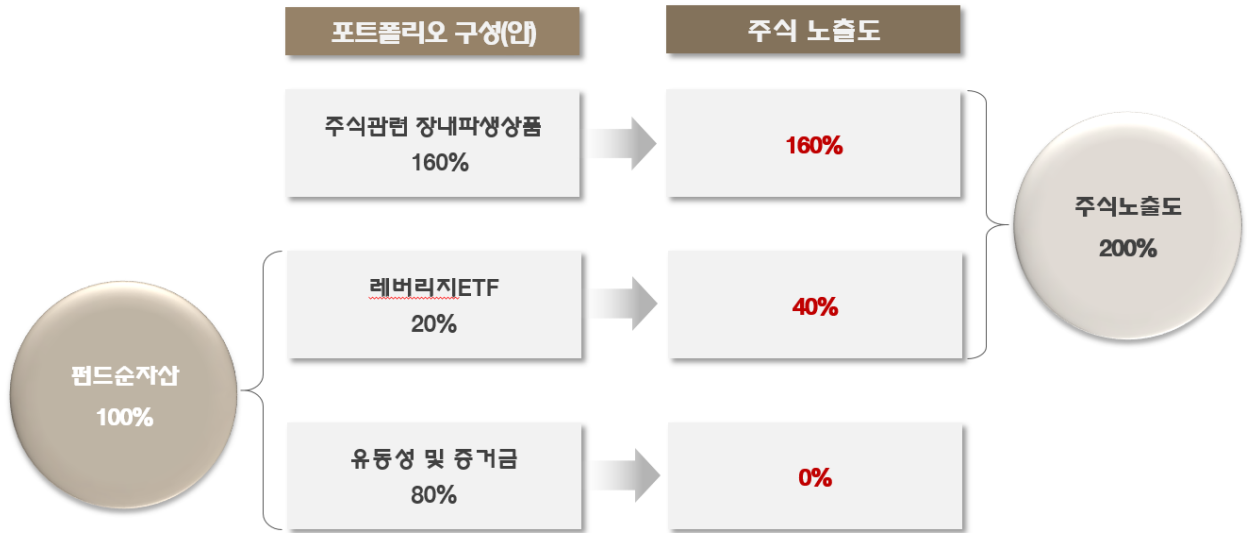 포트폴리오 구성(안)
주식 노출도
주식관련 장내파생상품
160%
160%
레버리지ETF
20%
40%
유동성 및 증거금
80%
0%
펀드순자산
100%
주식노출도
200%